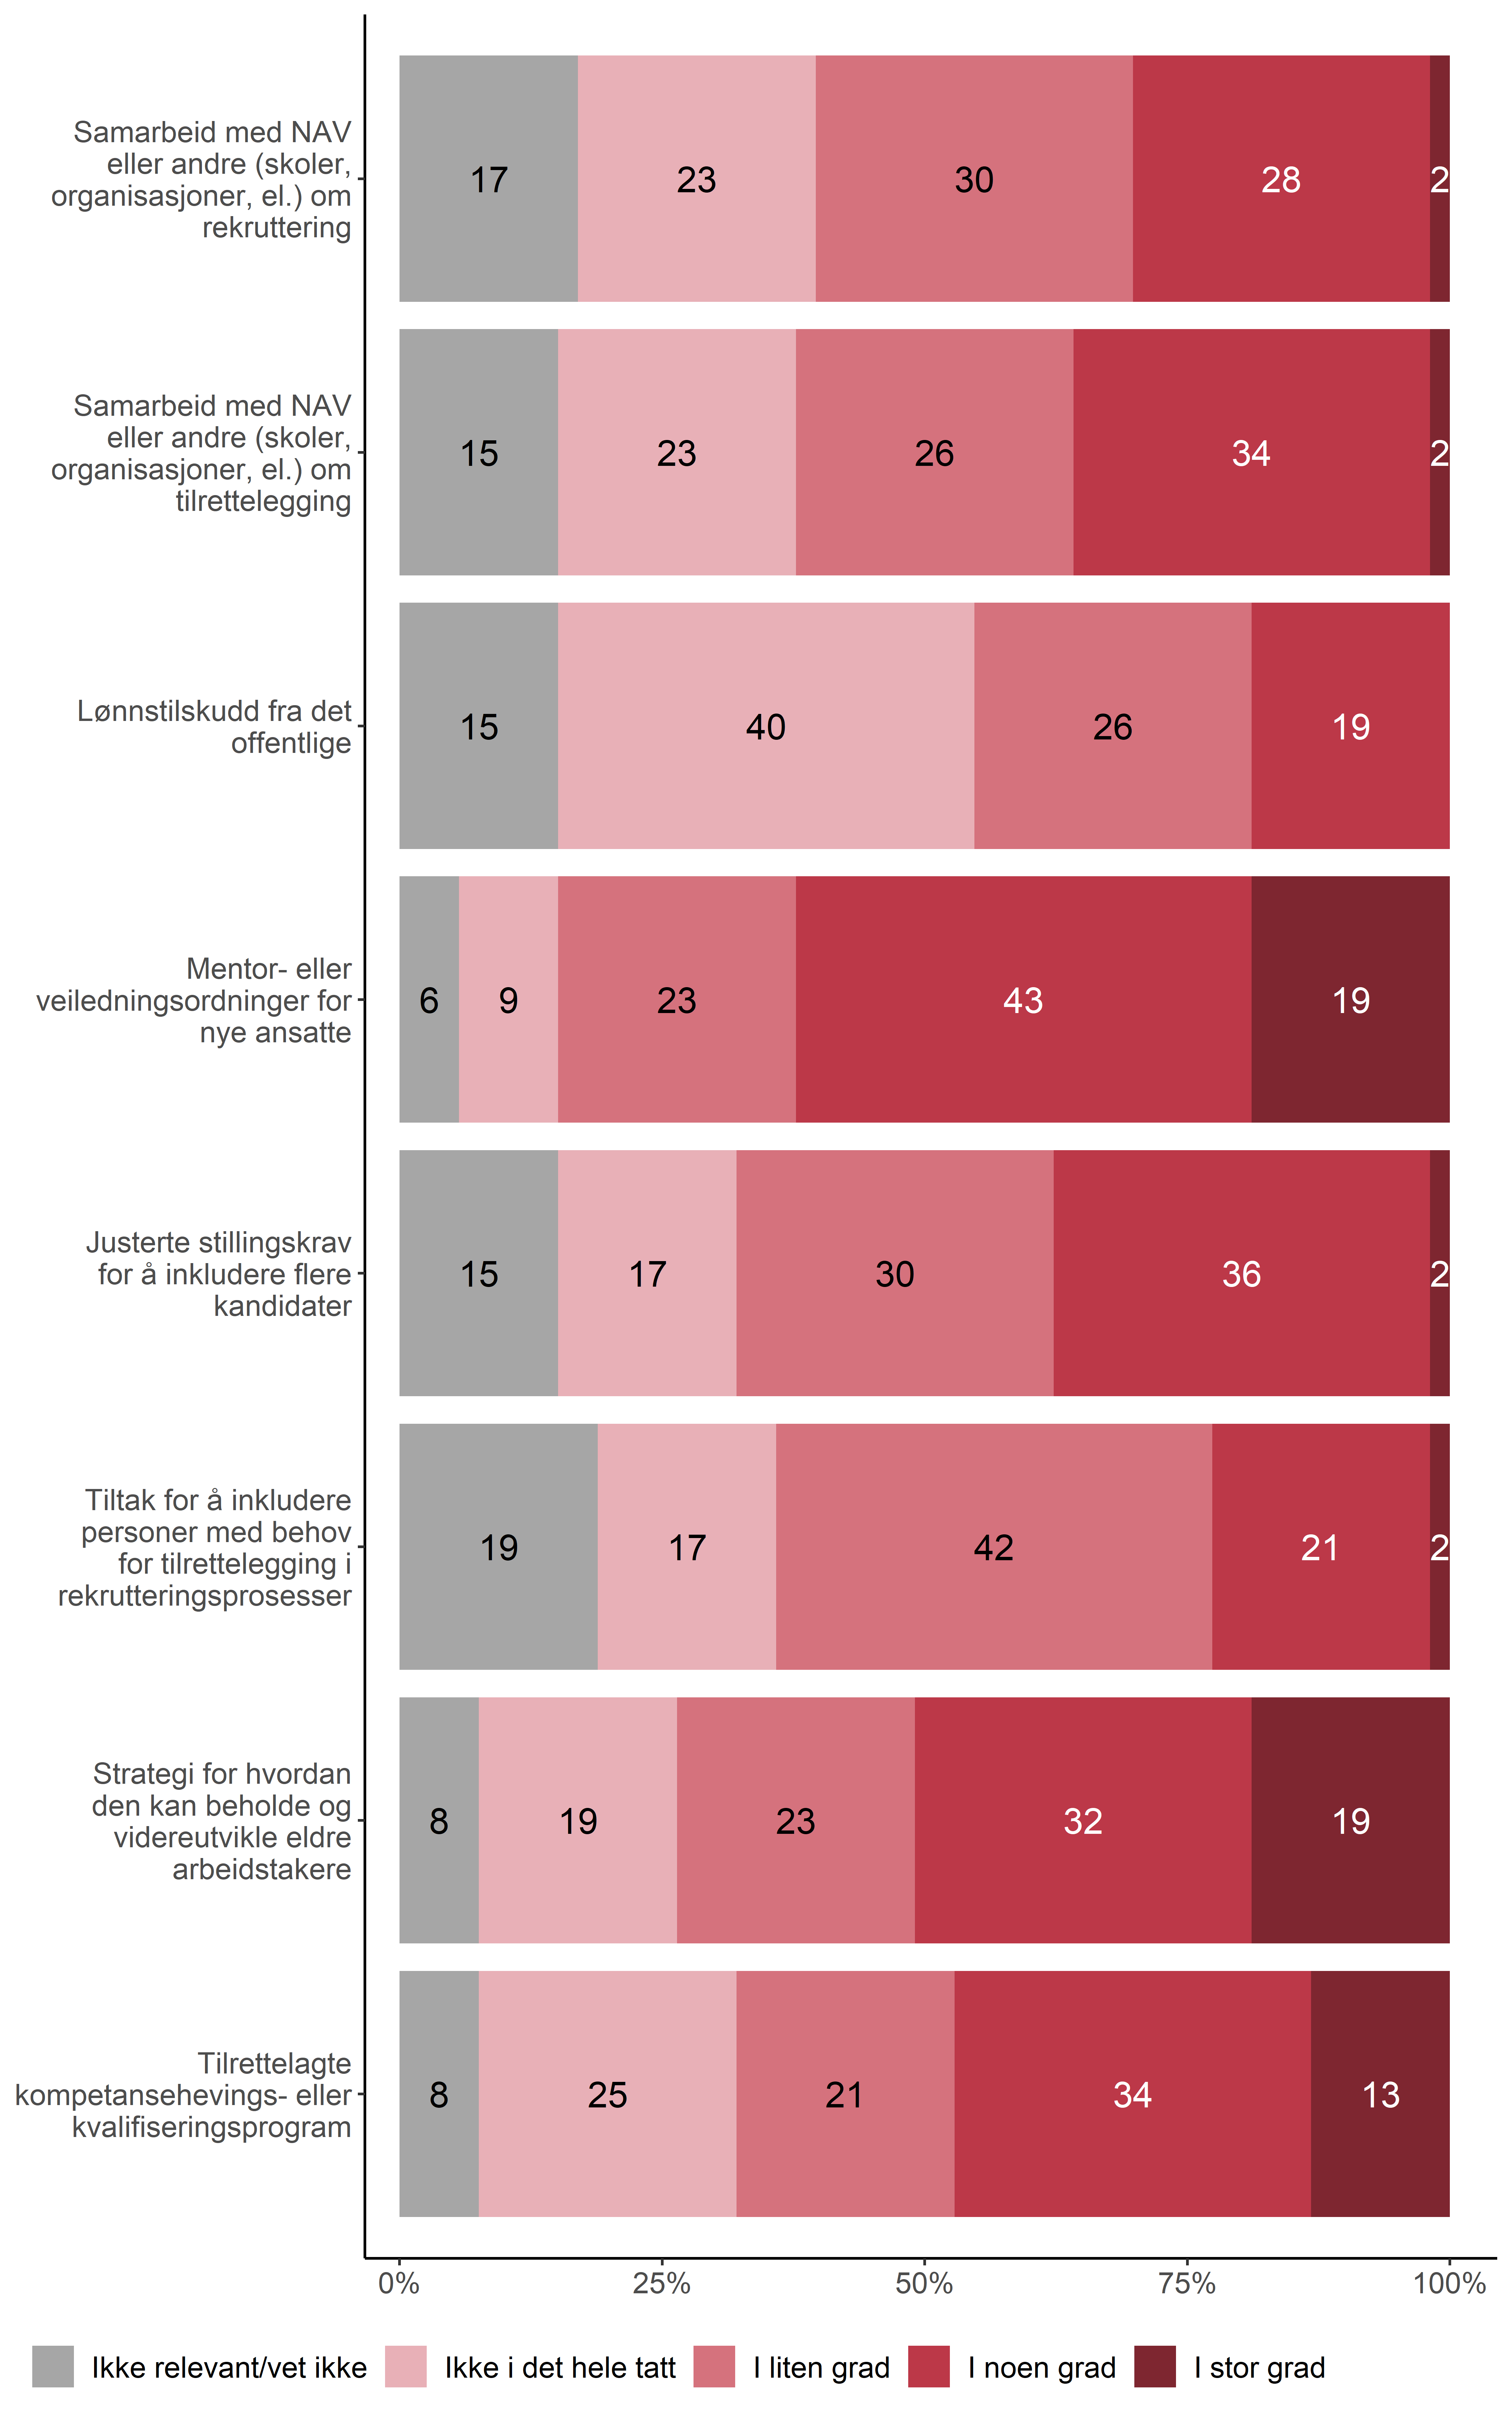 Samarbeid med NAV
eller andre (skoler,
organisasjoner, el.) om
rekruttering
17 23 30 28 2
Samarbeid med NAV
eller andre (skoler,
organisasjoner, el.) om
tilrettelegging
15 23 26 34 2
Lønnstilskudd fra det
offentlige
15 40 26 19
Mentor- eller
veiledningsordninger for
nye ansatte
6 9 23 43 19
Justerte stillingskrav
for å inkludere flere
kandidater
15 17 30 36 2
Tiltak for å inkludere
personer med behov
for tilrettelegging i
rekrutteringsprosesser
19 17 42 21 2
Strategi for hvordan
den kan beholde og
videreutvikle eldre
arbeidstakere
8 19 23 32 19
Tilrettelagte
kompetansehevings- eller
kvalifiseringsprogram
8 25 21 34 13
0% 25% 50% 75% 100%
Ikke relevant/vet ikke Ikke i det hele tatt I liten grad I noen grad I stor grad